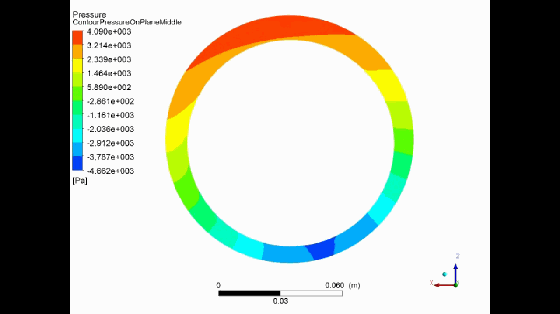 Pressure
ContourPressureOnPlaneMiddle
4.090e+003
3.214e+003
2.339e+003
1.464e+003
5.890e+002
-2.861e+002
-1.161e+003
-2.036e+003
-2.912e+003
-3.787e+003
-4.662e+003
[Pa]
0 0.060 (m)
0.03
Z
X